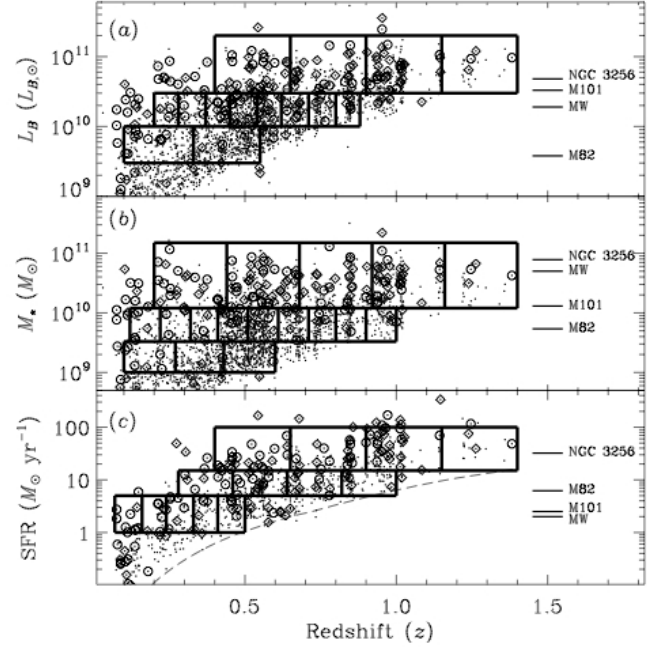 (a)
L_B (L_B,⊙)
10^11
10^10
10^9
NGC 3256
M101
MW
M82
(b)
M_★ (M_⊙)
10^11
10^10
10^9
NGC 3256
MW
M101
M82
(c)
SFR (M_⊙ yr^−1)
100
10
1
NGC 3256
M82
M101
MW
0.5 1.0 1.5
Redshift (z)